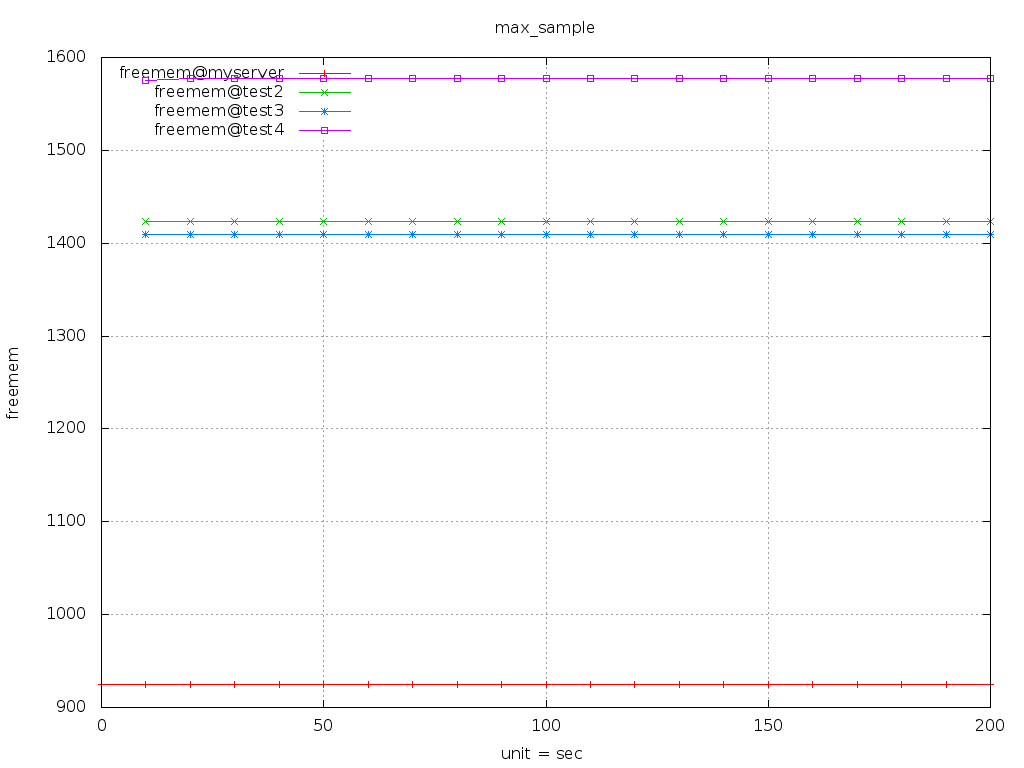 max_sample
1600
freemem@myserver
freemem@test2
freemem@test3
freemem@test4
1500
1400
1300
freemem
1200
1100
1000
900
0 50 100 150 200
unit = sec